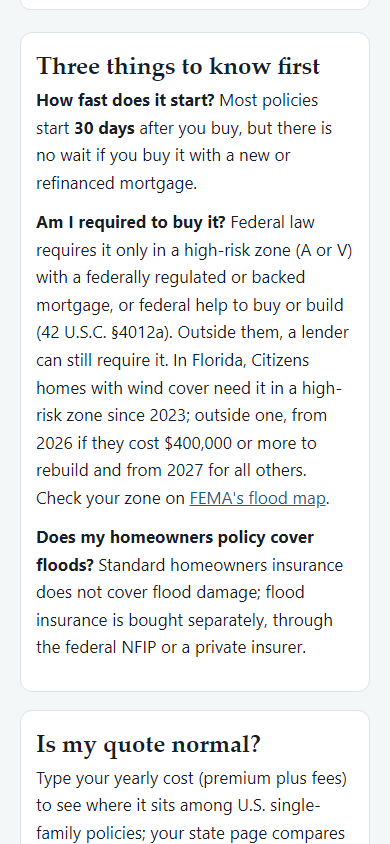 Three things to know first
How fast does it start? Most policies
start 30 days after you buy, but there is
no wait if you buy it with a new or
refinanced mortgage.
Am I required to buy it? Federal law
requires it only in a high-risk zone (A or V)
with a federally regulated or backed
mortgage, or federal help to buy or build
(42 U.S.C. §4012a). Outside them, a lender
can still require it. In Florida, Citizens
homes with wind cover need it in a high-
risk zone since 2023; outside one, from
2026 if they cost $400,000 or more to
rebuild and from 2027 for all others.
Check your zone on FEMA's flood map.
Does my homeowners policy cover
floods? Standard homeowners insurance
does not cover flood damage; flood
insurance is bought separately, through
the federal NFIP or a private insurer.
Is my quote normal?
Type your yearly cost (premium plus fees)
to see where it sits among U.S. single-
family policies; your state page compares